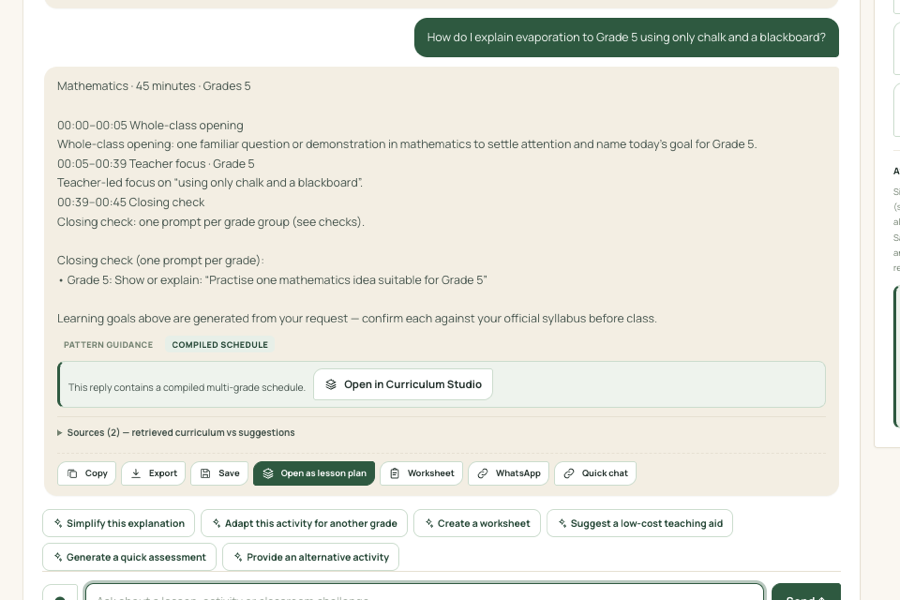 How do I explain evaporation to Grade 5 using only chalk and a blackboard?
Mathematics · 45 minutes · Grades 5
00:00–00:05 Whole-class opening
Whole-class opening: one familiar question or demonstration in mathematics to settle attention and name today's goal for Grade 5.
00:05–00:39 Teacher focus · Grade 5
Teacher-led focus on “using only chalk and a blackboard”.
00:39–00:45 Closing check
Closing check: one prompt per grade group (see checks).
Closing check (one prompt per grade):
• Grade 5: Show or explain: “Practise one mathematics idea suitable for Grade 5”
Learning goals above are generated from your request — confirm each against your official syllabus before class.
PATTERN GUIDANCE COMPILED SCHEDULE
This reply contains a compiled multi-grade schedule. Open in Curriculum Studio
Sources (2) — retrieved curriculum vs suggestions
Copy Export Save Open as lesson plan Worksheet WhatsApp Quick chat
Simplify this explanation Adapt this activity for another grade Create a worksheet Suggest a low-cost teaching aid
Generate a quick assessment Provide an alternative activity